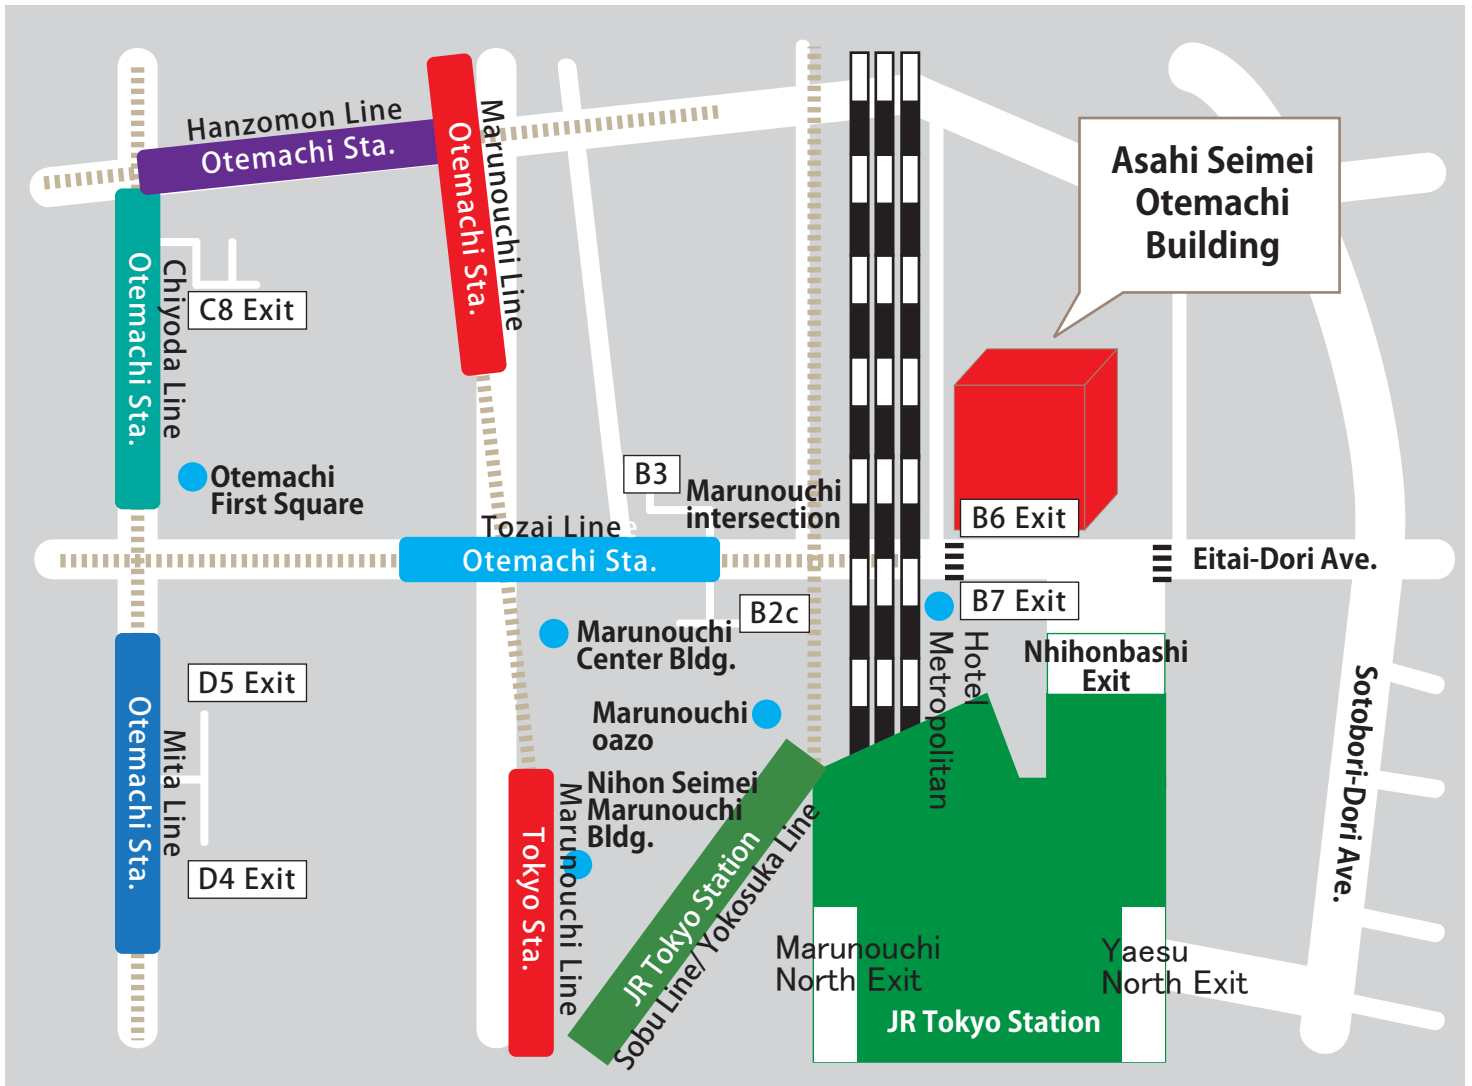 Hanzomon Line
Otemachi Sta.
Otemachi Sta.
Marunouchi Line
Asahi Seimei
Otemachi
Building
Otemachi Sta.
Chiyoda Line
C8 Exit
Otemachi
First Square
B3
Marunouchi
intersection
Tozai Line
Otemachi Sta.
B6 Exit
Eitai-Dori Ave.
B7 Exit
B2c
Marunouchi
Center Bldg.
Hotel
Metropolitan
Nhihonbashi
Exit
D5 Exit
Otemachi Sta.
Mita Line
D4 Exit
Marunouchi
oazo
Nihon Seimei
Marunouchi
Bldg.
Tokyo Sta.
Marunouchi Line
JR Tokyo Station
Sobu Line/Yokosuka Line
Sotobori-Dori Ave.
Marunouchi
North Exit
Yaesu
North Exit
JR Tokyo Station